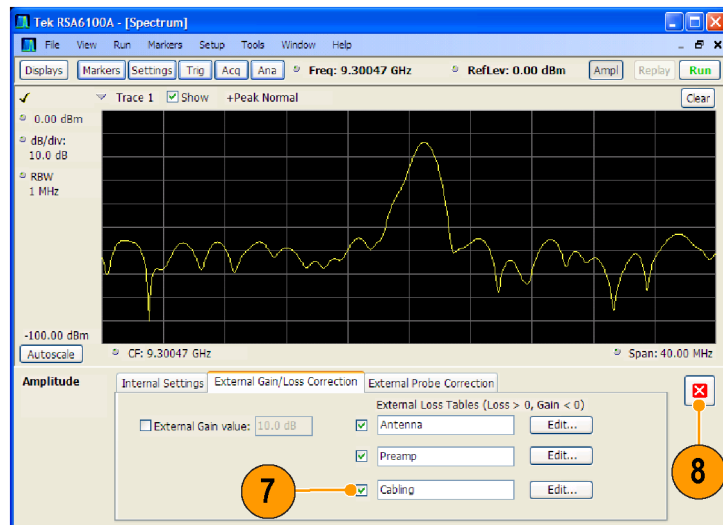 Tek RSA6100A - [Spectrum]
File View Run Markers Setup Tools Window Help
Displays Markers Settings Trig Acq Ana Freq: 9.30047 GHz RefLev: 0.00 dBm Ampl Replay Run
Trace 1 Show +Peak Normal Clear
0.00 dBm
dB/div:
10.0 dB
RBW
1 MHz
-100.00 dBm
Autoscale CF: 9.30047 GHz Span: 40.00 MHz
Amplitude Internal Settings External Gain/Loss Correction External Probe Correction
External Loss Tables (Loss > 0, Gain < 0)
External Gain value: 10.0 dB Antenna Edit...
Preamp Edit...
7 Cabling Edit...
8